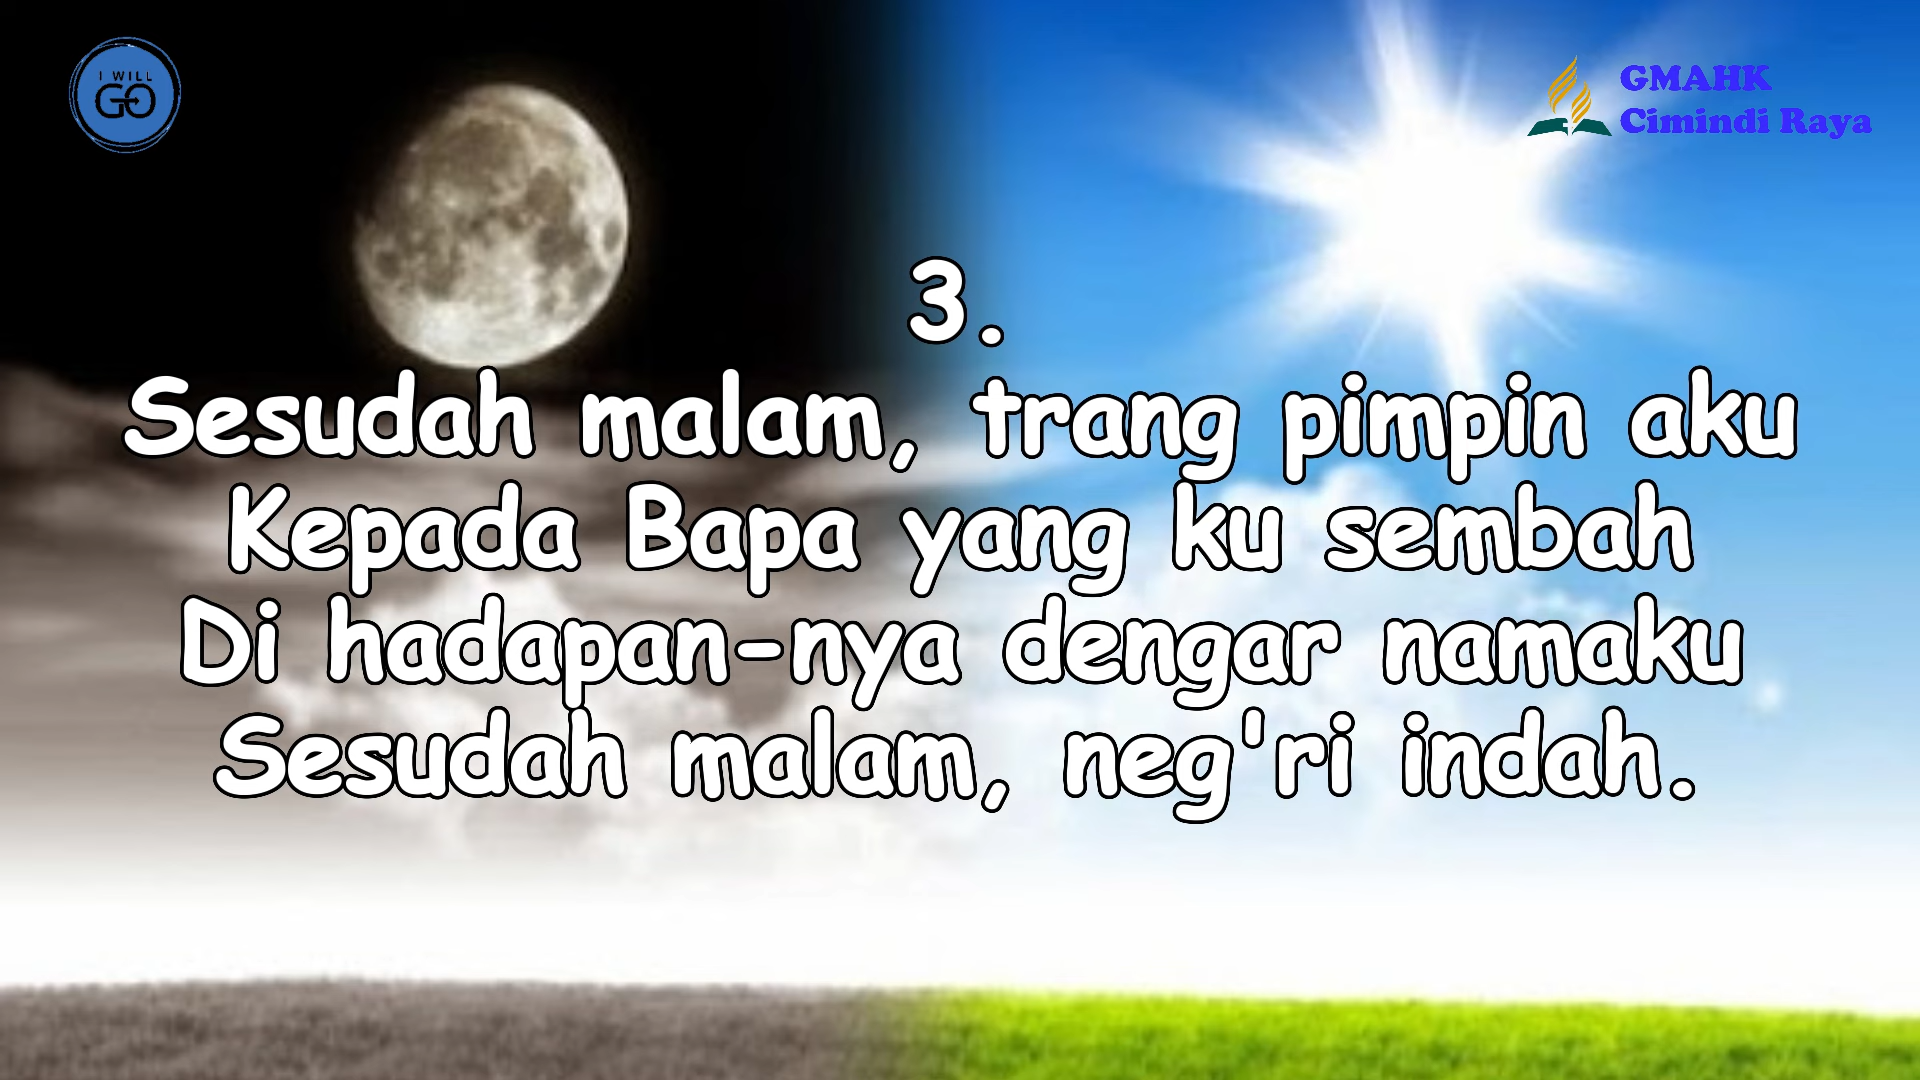 I WILL
GO
GMAHK
Cimindi Raya
3.
Sesudah malam, trang pimpin aku
Kepada Bapa yang ku sembah
Di hadapan-nya dengar namaku
Sesudah malam, neg'ri indah.